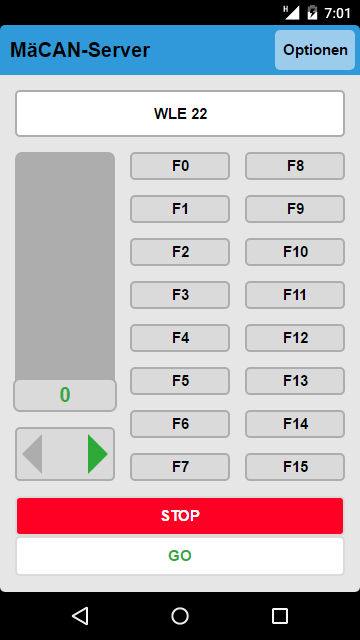 H 7:01
MäCAN-Server Optionen
WLE 22
F0 F8
F1 F9
F2 F10
F3 F11
F4 F12
F5 F13
0
F6 F14
F7 F15
STOP
GO